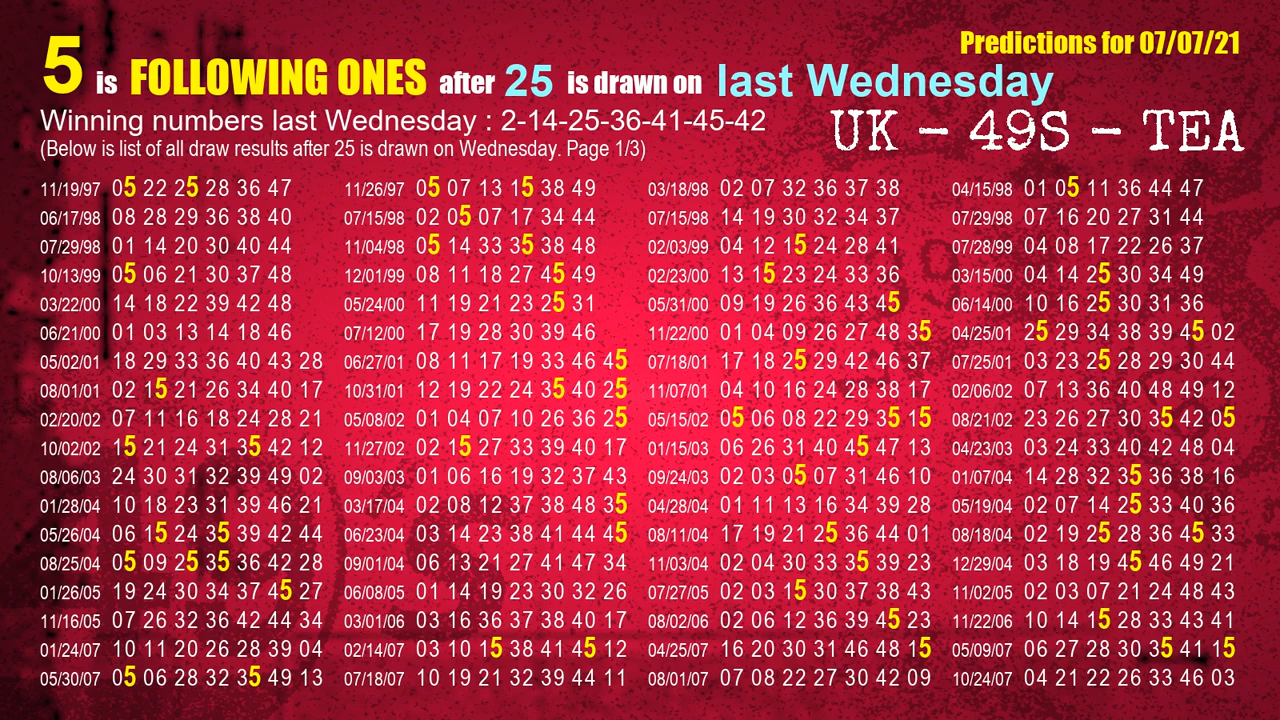 Predictions for 07/07/21
5 is FOLLOWING ONES after 25 is drawn on last Wednesday
Winning numbers last Wednesday : 2-14-25-36-41-45-42
UK - 49S - TEA
(Below is list of all draw results after 25 is drawn on Wednesday. Page 1/3)
11/19/97 05 22 25 28 36 47 11/26/97 05 07 13 15 38 49 03/18/98 02 07 32 36 37 38 04/15/98 01 05 11 36 44 47
06/17/98 08 28 29 36 38 40 07/15/98 02 05 07 17 34 44 07/15/98 14 19 30 32 34 37 07/29/98 07 16 20 27 31 44
07/29/98 01 14 20 30 40 44 11/04/98 05 14 33 35 38 48 02/03/99 04 12 15 24 28 41 07/28/99 04 08 17 22 26 37
10/13/99 05 06 21 30 37 48 12/01/99 08 11 18 27 45 49 02/23/00 13 15 23 24 33 36 03/15/00 04 14 25 30 34 49
03/22/00 14 18 22 39 42 48 05/24/00 11 19 21 23 25 31 05/31/00 09 19 26 36 43 45 06/14/00 10 16 25 30 31 36
06/21/00 01 03 13 14 18 46 07/12/00 17 19 28 30 39 46 11/22/00 01 04 09 26 27 48 35 04/25/01 25 29 34 38 39 45 02
05/02/01 18 29 33 36 40 43 28 06/27/01 08 11 17 19 33 46 45 07/18/01 17 18 25 29 42 46 37 07/25/01 03 23 25 28 29 30 44
08/01/01 02 15 21 26 34 40 17 10/31/01 12 19 22 24 35 40 25 11/07/01 04 10 16 24 28 38 17 02/06/02 07 13 36 40 48 49 12
02/20/02 07 11 16 18 24 28 21 05/08/02 01 04 07 10 26 36 25 05/15/02 05 06 08 22 29 35 15 08/21/02 23 26 27 30 35 42 05
10/02/02 15 21 24 31 35 42 12 11/27/02 02 15 27 33 39 40 17 01/15/03 06 26 31 40 45 47 13 04/23/03 03 24 33 40 42 48 04
08/06/03 24 30 31 32 39 49 02 09/03/03 01 06 16 19 32 37 43 09/24/03 02 03 05 07 31 46 10 01/07/04 14 28 32 35 36 38 16
01/28/04 10 18 23 31 39 46 21 03/17/04 02 08 12 37 38 48 35 04/28/04 01 11 13 16 34 39 28 05/19/04 02 07 14 25 33 40 36
05/26/04 06 15 24 35 39 42 44 06/23/04 03 14 23 38 41 44 45 08/11/04 17 19 21 25 36 44 01 08/18/04 02 19 25 28 36 45 33
08/25/04 05 09 25 35 36 42 28 09/01/04 06 13 21 27 41 47 34 11/03/04 02 04 30 33 35 39 23 12/29/04 03 18 19 45 46 49 21
01/26/05 19 24 30 34 37 45 27 06/08/05 01 14 19 23 30 32 26 07/27/05 02 03 15 30 37 38 43 11/02/05 02 03 07 21 24 48 43
11/16/05 07 26 32 36 42 44 34 03/01/06 03 16 36 37 38 40 17 08/02/06 02 06 12 36 39 45 23 11/22/06 10 14 15 28 33 43 41
01/24/07 10 11 20 26 28 39 04 02/14/07 03 10 15 38 41 45 12 04/25/07 16 20 30 31 46 48 15 05/09/07 06 27 28 30 35 41 15
05/30/07 05 06 28 32 35 49 13 07/18/07 10 19 21 32 39 44 11 08/01/07 07 08 22 27 30 42 09 10/24/07 04 21 22 26 33 46 03